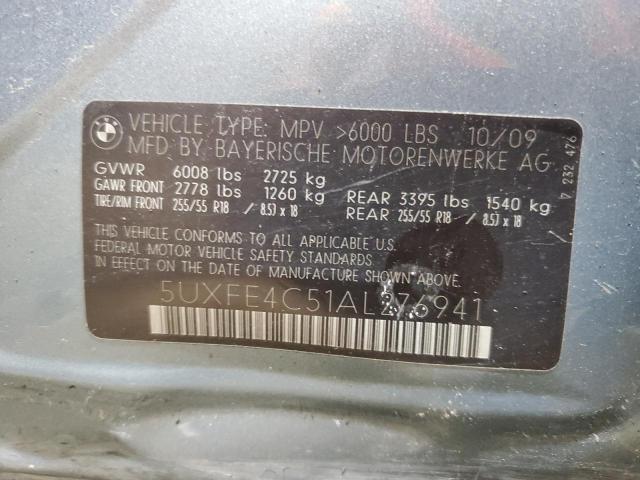 BMW
VEHICLE TYPE: MPV >6000 LBS 10/09
MFD BY BAYERISCHE MOTORENWERKE AG
GVWR 6008 lbs 2725 kg
GAWR FRONT 2778 lbs 1260 kg REAR 3395 lbs 1540 kg
TIRE/RIM FRONT 255/55 R18 / 8.5J x 18 REAR 255/55 R18 / 8.5J x 18
THIS VEHICLE CONFORMS TO ALL APPLICABLE U.S.
FEDERAL MOTOR VEHICLE SAFETY STANDARDS
IN EFFECT ON THE DATE OF MANUFACTURE SHOWN ABOVE.
5UXFE4C51AL276941
7 232 476